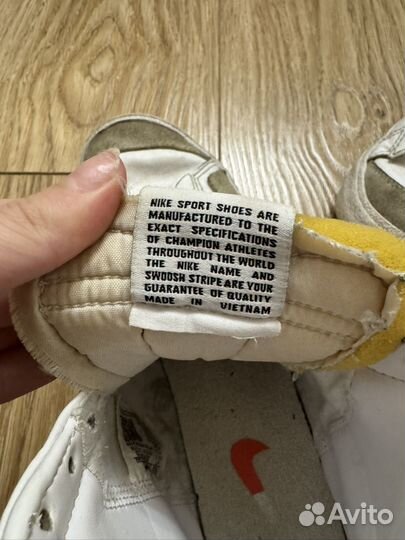 NIKE SPORT SHOES ARE
MANUFACTURED TO THE
EXACT SPECIFICATIONS
OF CHAMPION ATHLETES
THROUGHOUT THE WORLD
THE NIKE NAME AND
SWOOSH STRIPE ARE YOUR
GUARANTEE OF QUALITY
MADE IN VIETNAM
Avito